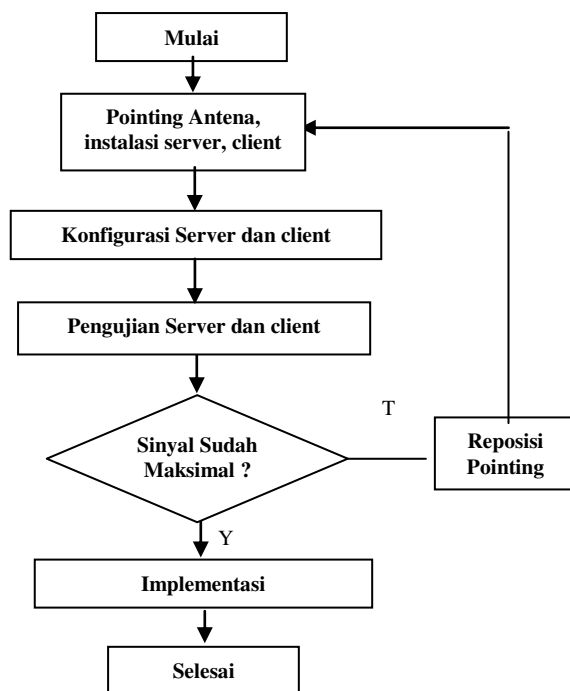 Mulai
Pointing Antena,
instalasi server, client
Konfigurasi Server dan client
Pengujian Server dan client
T
Sinyal Sudah
Maksimal ?
Reposisi
Pointing
Y
Implementasi
Selesai